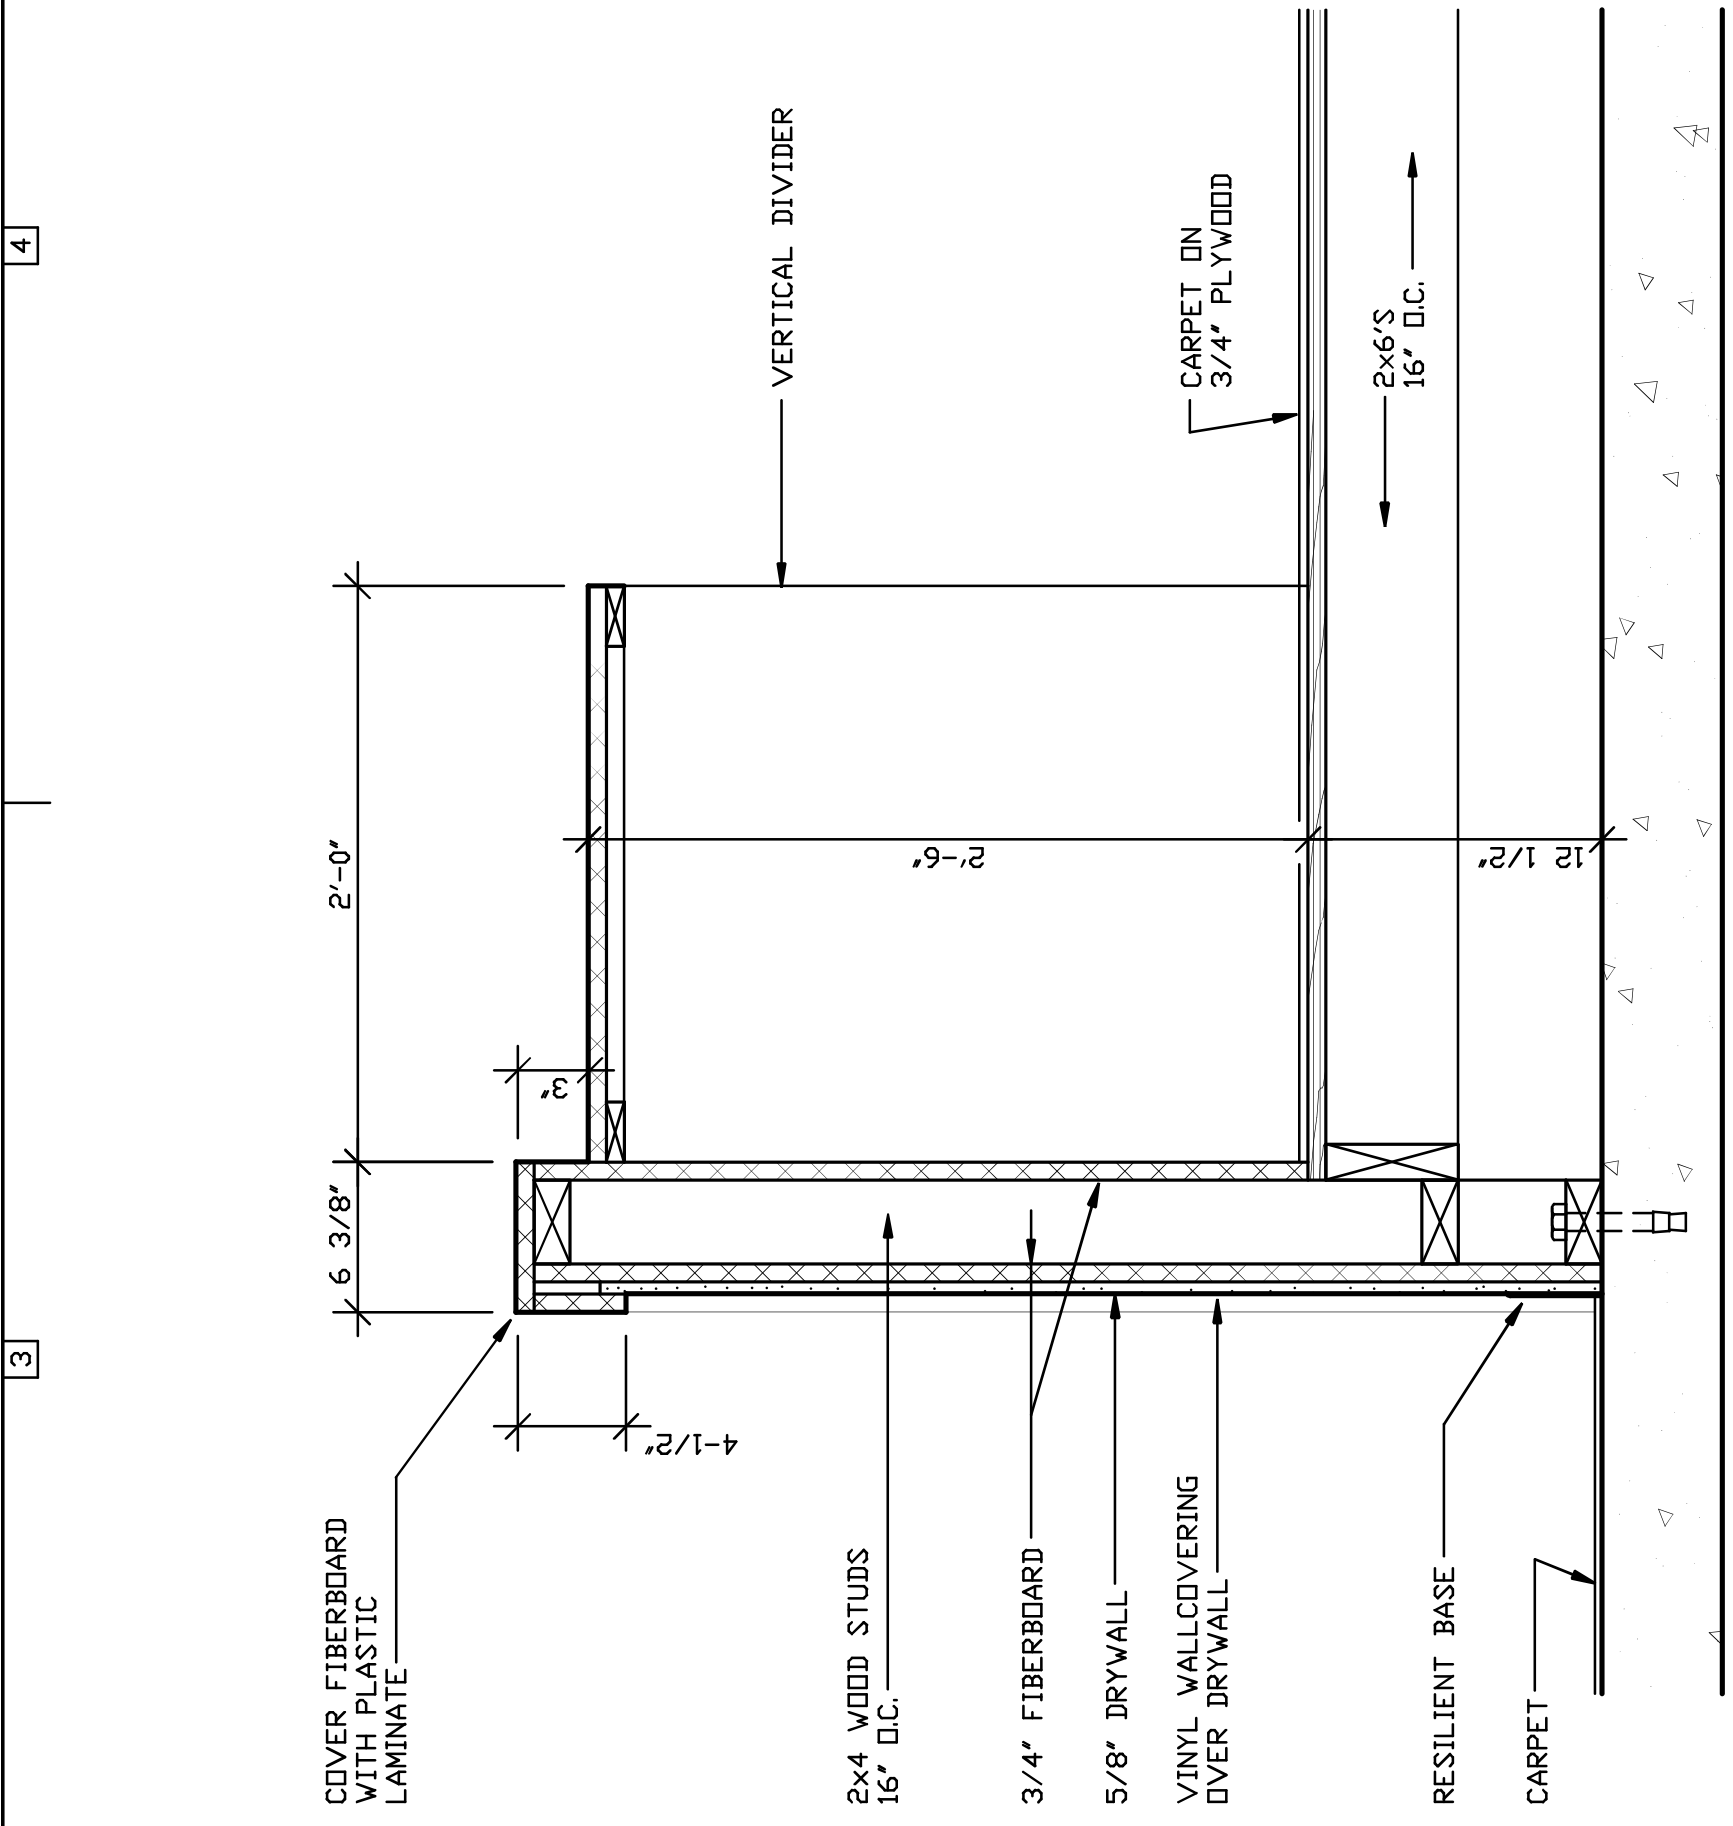 4
3
COVER FIBERBOARD
WITH PLASTIC
LAMINATE
6 3/8"
2'-0"
3"
4-1/2"
VERTICAL DIVIDER
2x4 WOOD STUDS
16" O.C.
2'-6"
3/4" FIBERBOARD
5/8" DRYWALL
VINYL WALLCOVERING
OVER DRYWALL
CARPET ON
3/4" PLYWOOD
2x6'S
16" O.C.
12 1/2"
RESILIENT BASE
CARPET